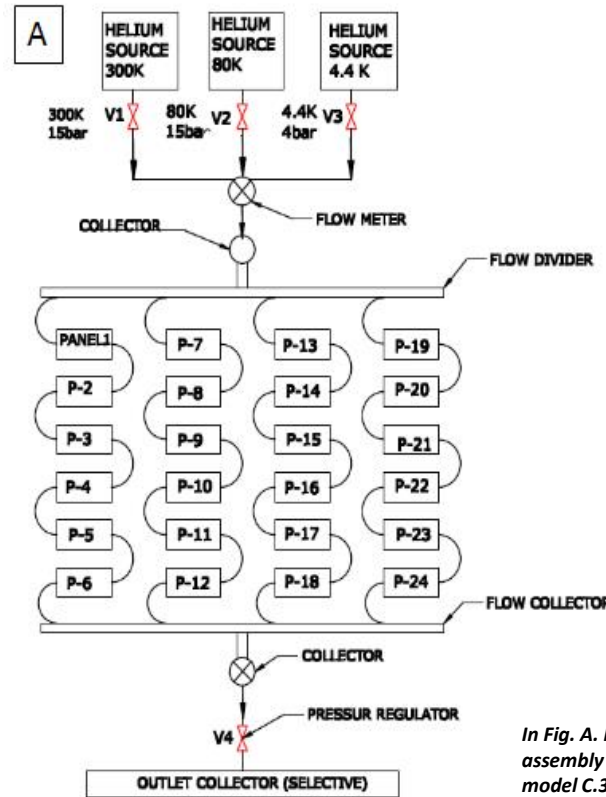 A
HELIUM
SOURCE
300K
HELIUM
SOURCE
80K
HELIUM
SOURCE
4.4 K
300K
15bar
V1
80K
15bar
V2
4.4K
4bar
V3
FLOW METER
COLLECTOR
FLOW DIVIDER
PANEL1
P-7
P-13
P-19
P-2
P-8
P-14
P-20
P-3
P-9
P-15
P-21
P-4
P-10
P-16
P-22
P-5
P-11
P-17
P-23
P-6
P-12
P-18
P-24
FLOW COLLECTOR
COLLECTOR
PRESSUR REGULATOR
V4
OUTLET COLLECTOR (SELECTIVE)
In Fig. A.
assembly
model C.3